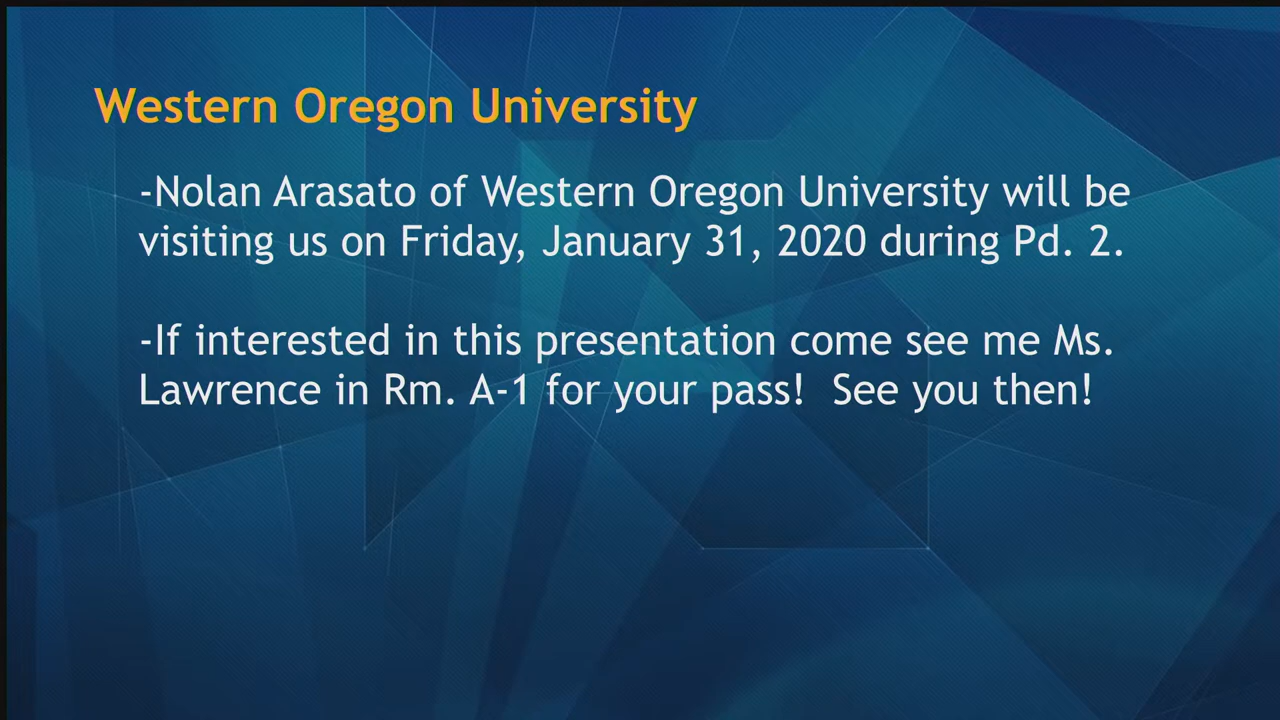 Western Oregon University
-Nolan Arasato of Western Oregon University will be
visiting us on Friday, January 31, 2020 during Pd. 2.
-If interested in this presentation come see me Ms.
Lawrence in Rm. A-1 for your pass!  See you then!